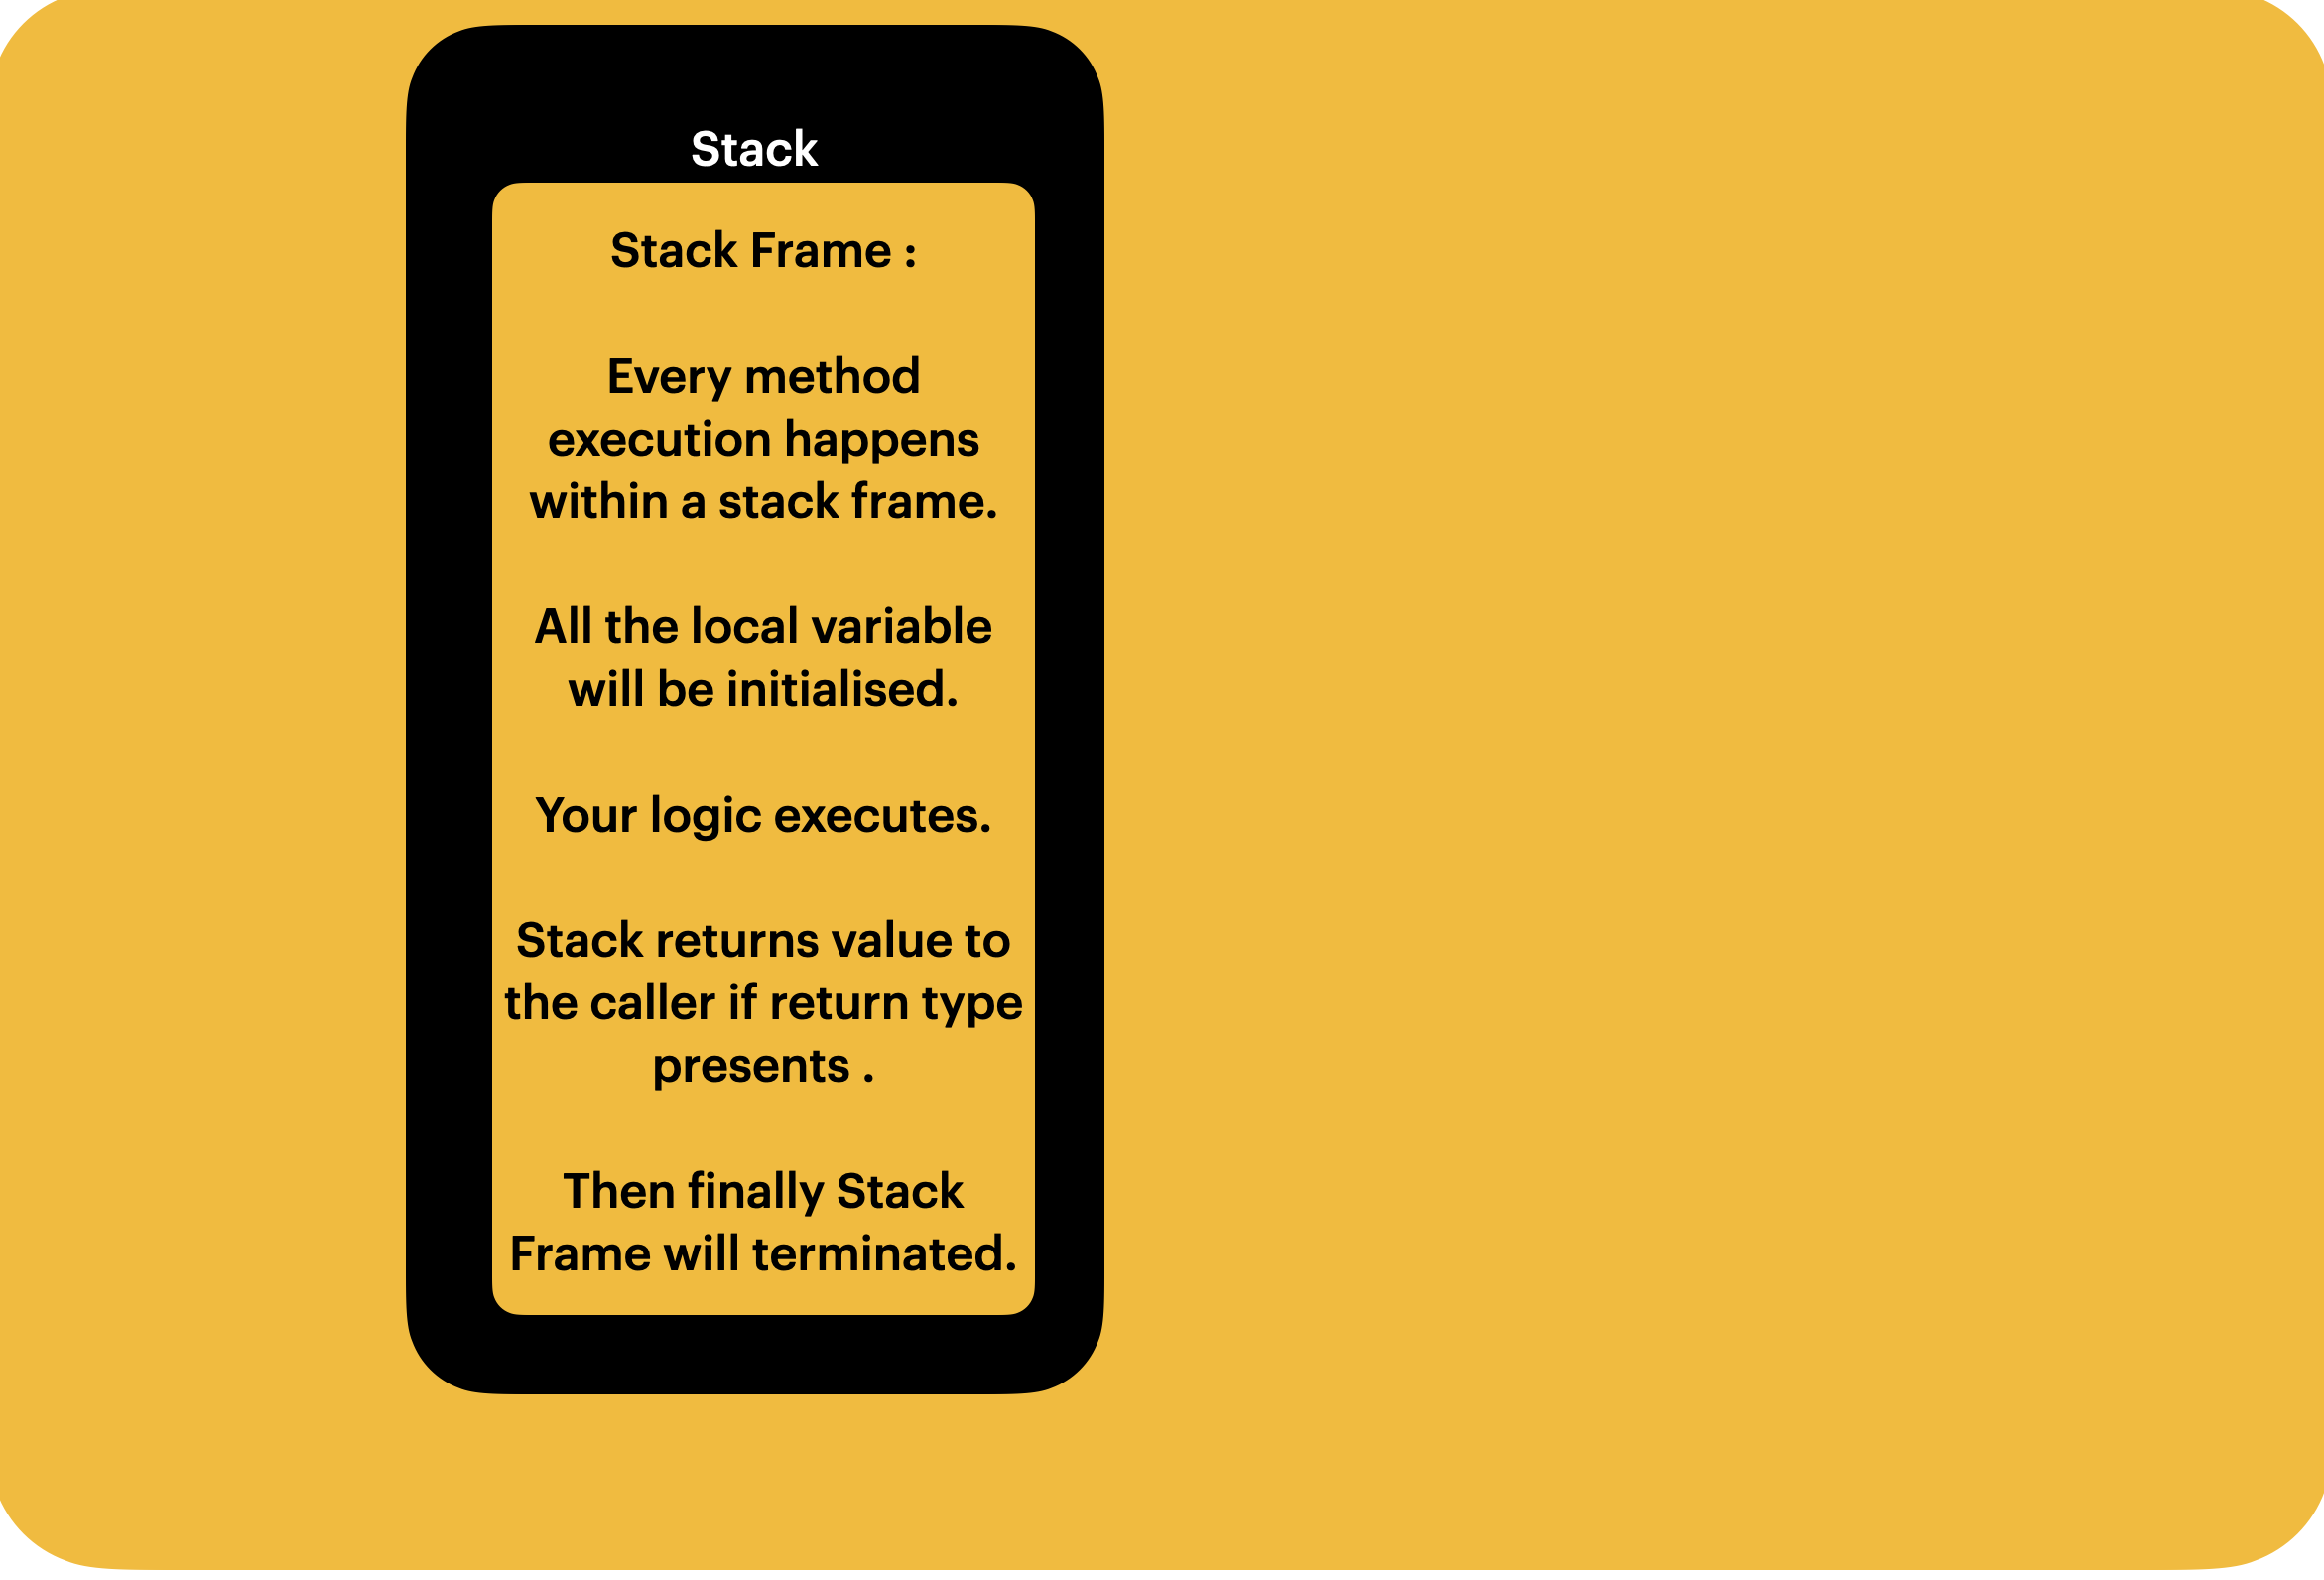 Stack
Stack Frame :
Every method
execution happens
within a stack frame.
All the local variable
will be initialised.
Your logic executes.
Stack returns value to
the caller if return type
presents .
Then finally Stack
Frame will terminated.